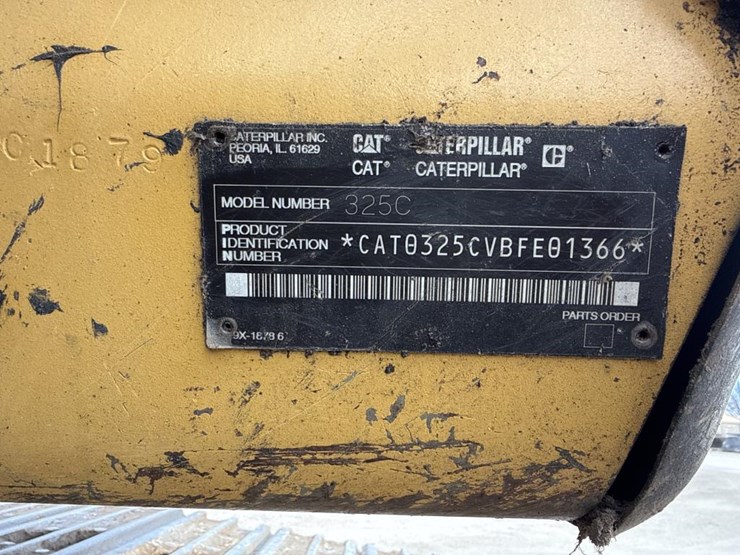 C1879
CATERPILLAR INC.
PEORIA, IL. 61629
USA
CAT® CATERPILLAR®
CAT® CATERPILLAR®
C
MODEL NUMBER 325C
PRODUCT
IDENTIFICATION
NUMBER
*CAT0325CVBFE01366*
PARTS ORDER
9X-1878 6